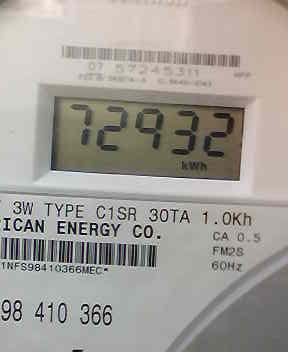 07 57245311
72932
kWh
3W TYPE C1SR 30TA 1.0Kh
RICAN ENERGY CO. CA 0.5
FM2S
1NFS98410366MEC* 60Hz
98 410 366